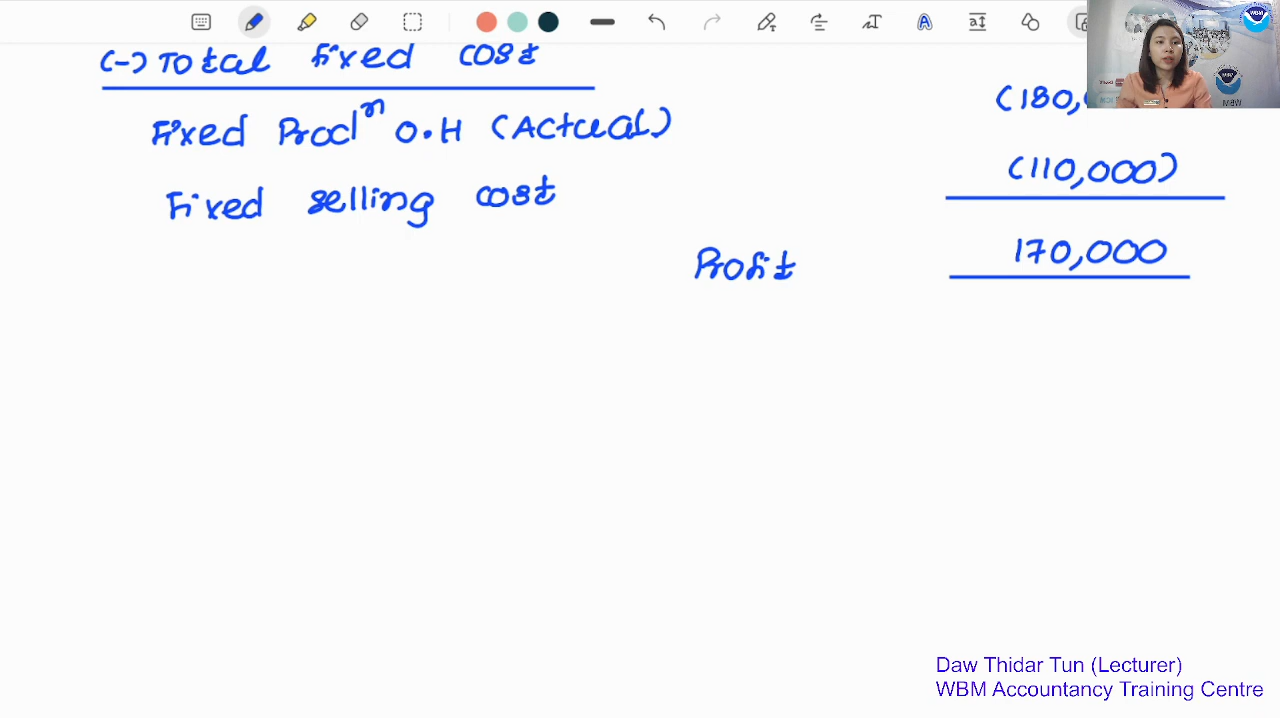 (-) Total fixed cost
Fixed Prodⁿ O.H (Actual) (180,
Fixed selling cost (110,000)
Profit 170,000
Daw Thidar Tun (Lecturer)
WBM Accountancy Training Centre